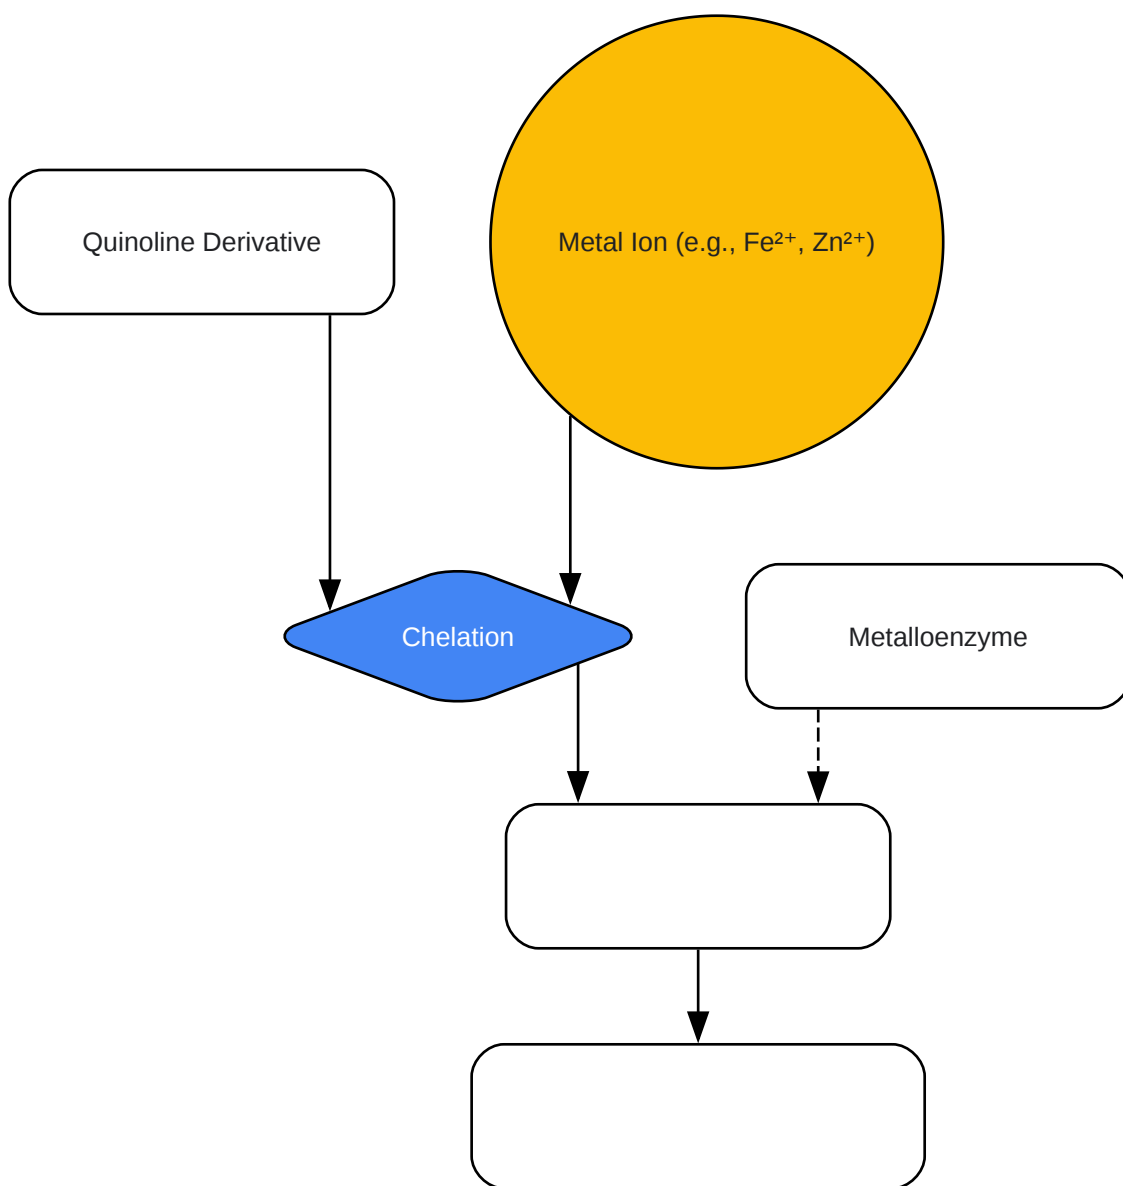 Quinoline Derivative
Metal Ion (e.g., Fe²⁺, Zn²⁺)
Chelation
Metalloenzyme